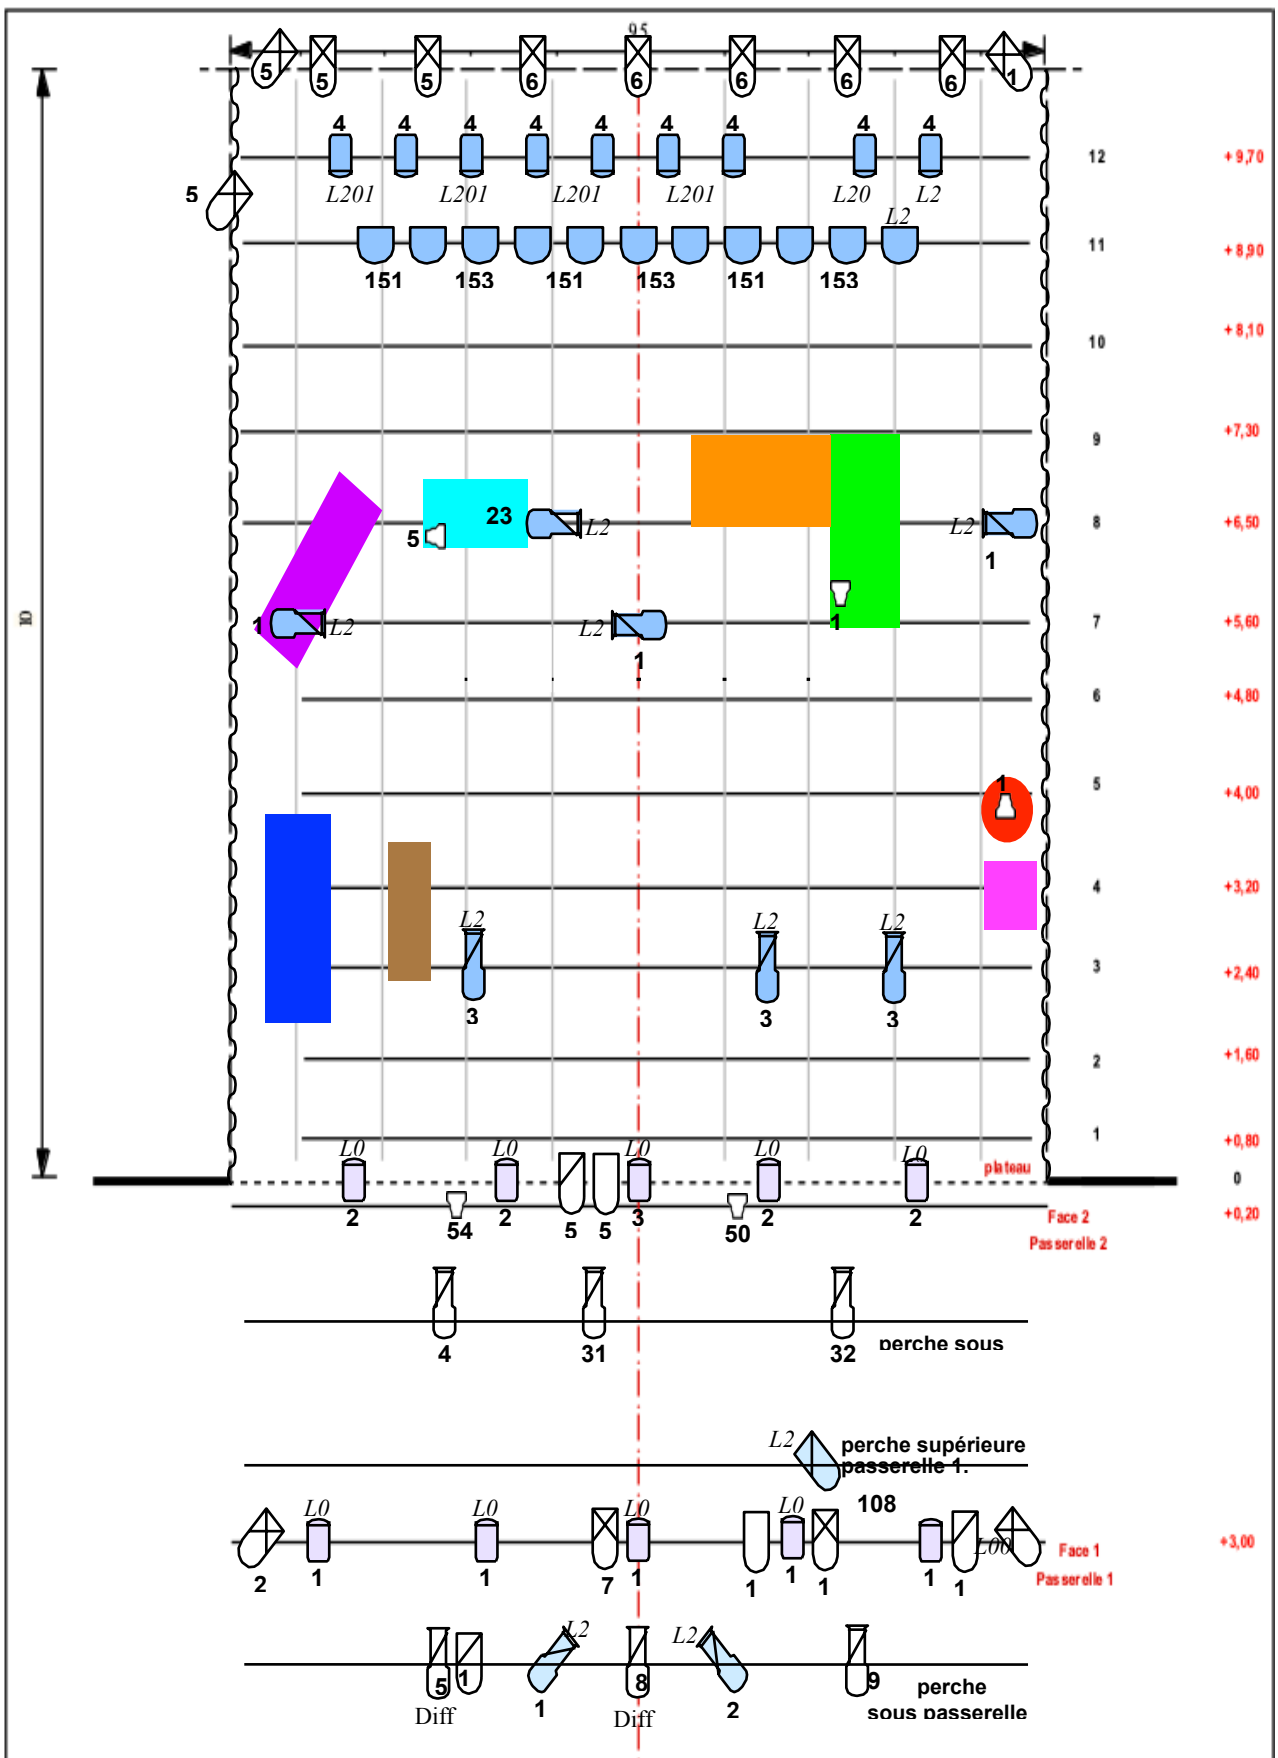 9.5
5 5 5 6 6 6 6 6 1
4 4 4 4 4 4 4 4 4
12 +9,70
L201 L201 L201 L201 L20 L2
5
L2
11 +8,90
151 153 151 153 151 153
+8,10
10
+7,30
9
23
5 L2 L2 8 +6,50
1
1 L2 L2 1 7 +5,60
1
6 +4,80
1 5 +4,00
4 +3,20
L2 L2 L2
3 +2,40
3 3 3
2 +1,60
1 +0,80
L0 L0 L0 L0 L0
plateau
0
2 54 2 5 5 3 50 2 2
Face 2 +0,20
Passerelle 2
4 31 32 perche sous
L2 perche supérieure
passerelle 1.
108
L0 L0 L0 L0
L00 Face 1 +3,00
Passerelle 1
2 1 1 7 1 1 1 1 1 1
L2 L2
5 1 1 8 2 9 perche
sous passerelle
Diff Diff